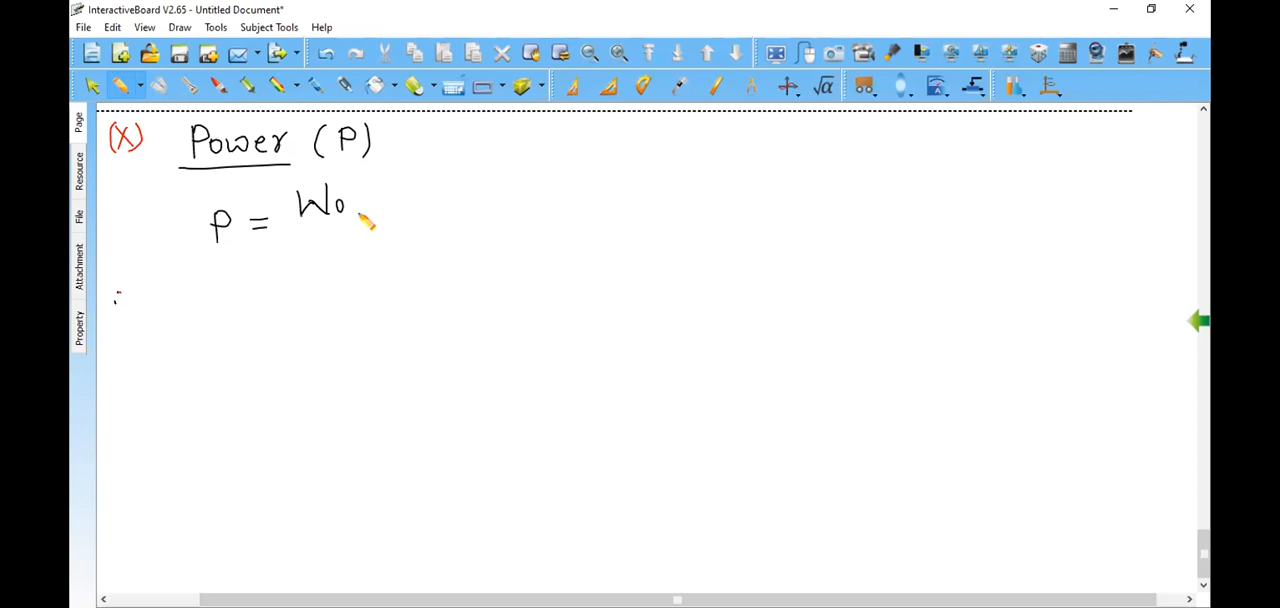 InteractiveBoard V2.65 - Untitled Document*
File Edit View Draw Tools Subject Tools Help
Page
Resource
File
Attachment
Property
(X) Power (P)
P = Wo